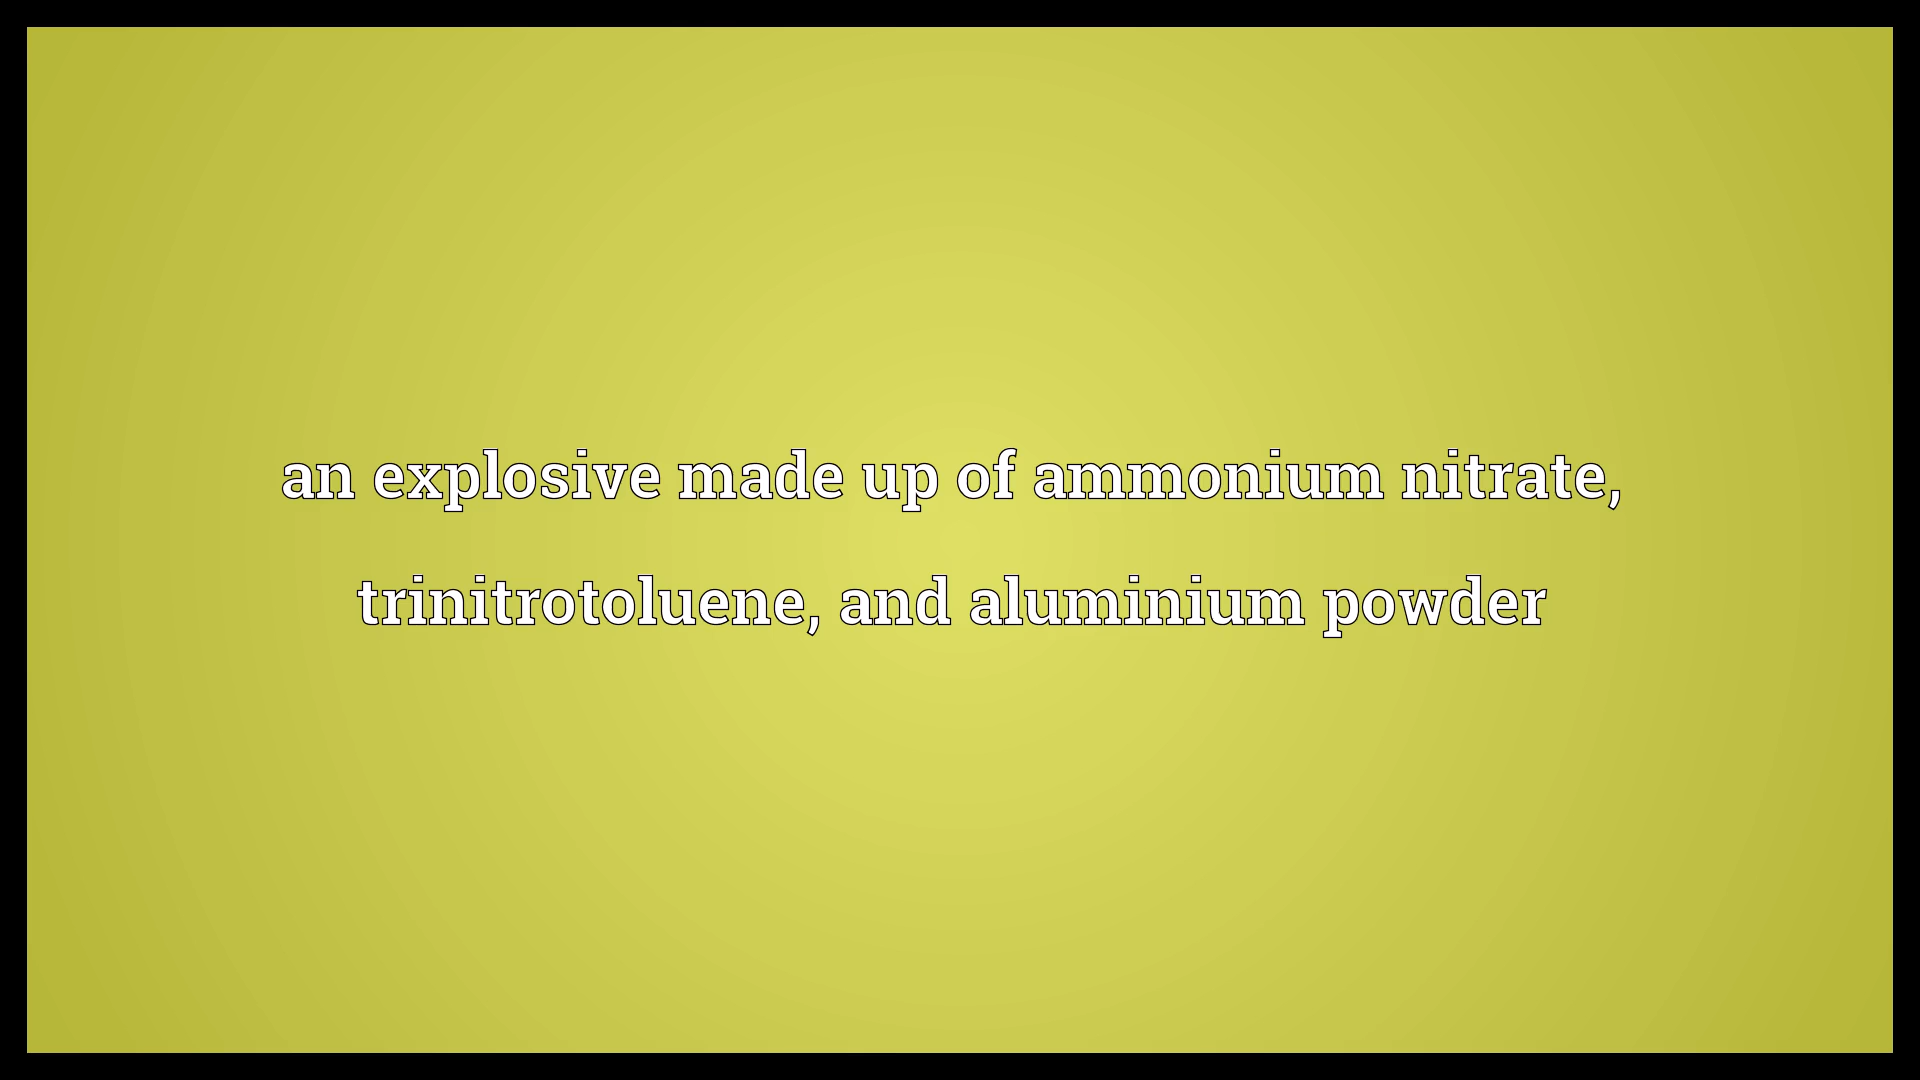 an explosive made up of ammonium nitrate,
trinitrotoluene, and aluminium powder